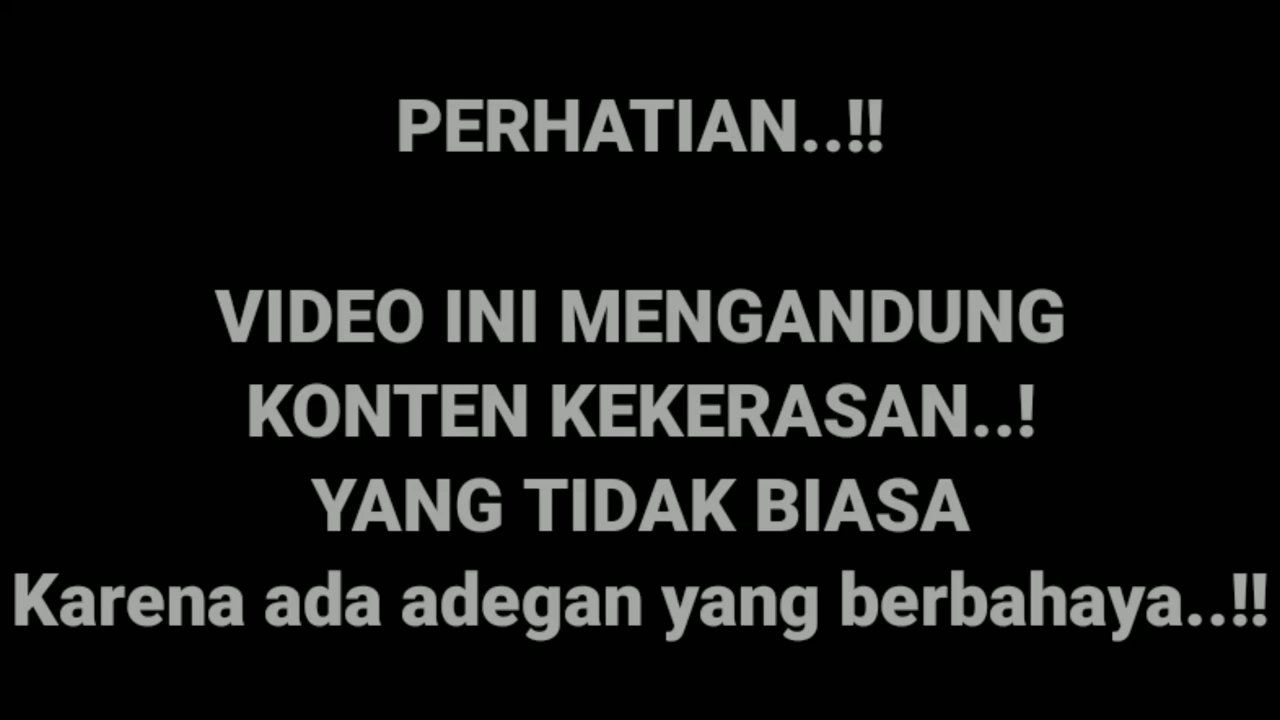 PERHATIAN..!!
VIDEO INI MENGANDUNG
KONTEN KEKERASAN..!
YANG TIDAK BIASA
Karena ada adegan yang berbahaya..!!